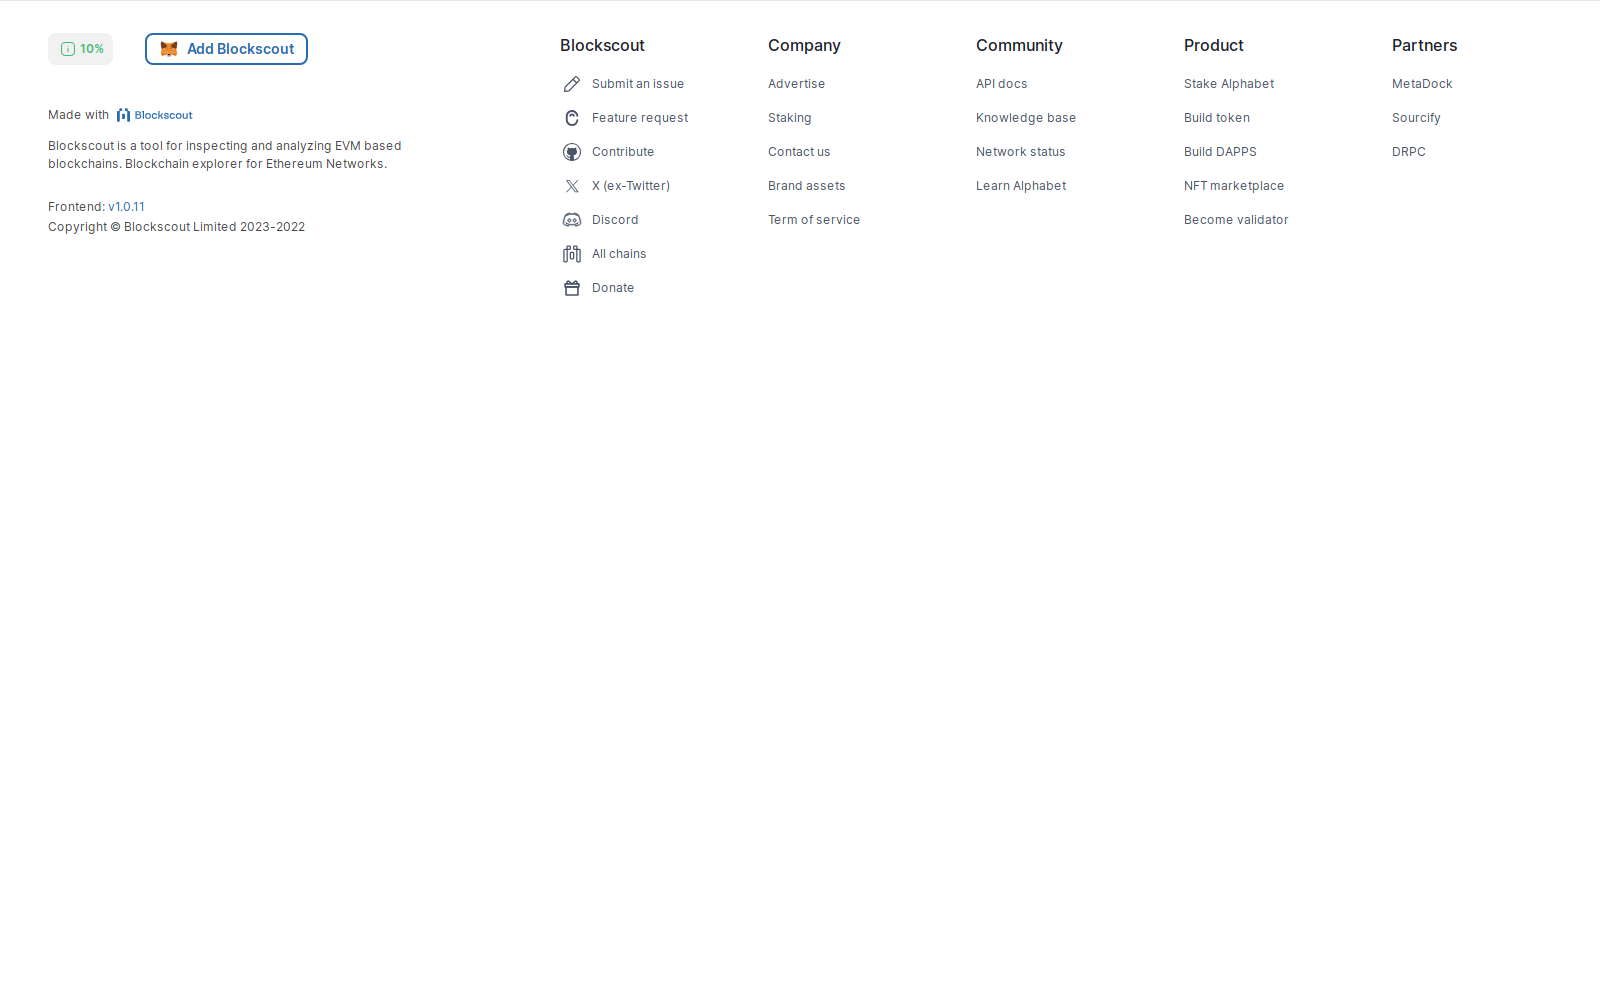 10%
Add Blockscout
Made with Blockscout
Blockscout is a tool for inspecting and analyzing EVM based
blockchains. Blockchain explorer for Ethereum Networks.
Frontend: v1.0.11
Copyright © Blockscout Limited 2023-2022
Blockscout
Submit an issue
Feature request
Contribute
X (ex-Twitter)
Discord
All chains
Donate
Company
Advertise
Staking
Contact us
Brand assets
Term of service
Community
API docs
Knowledge base
Network status
Learn Alphabet
Product
Stake Alphabet
Build token
Build DAPPS
NFT marketplace
Become validator
Partners
MetaDock
Sourcify
DRPC